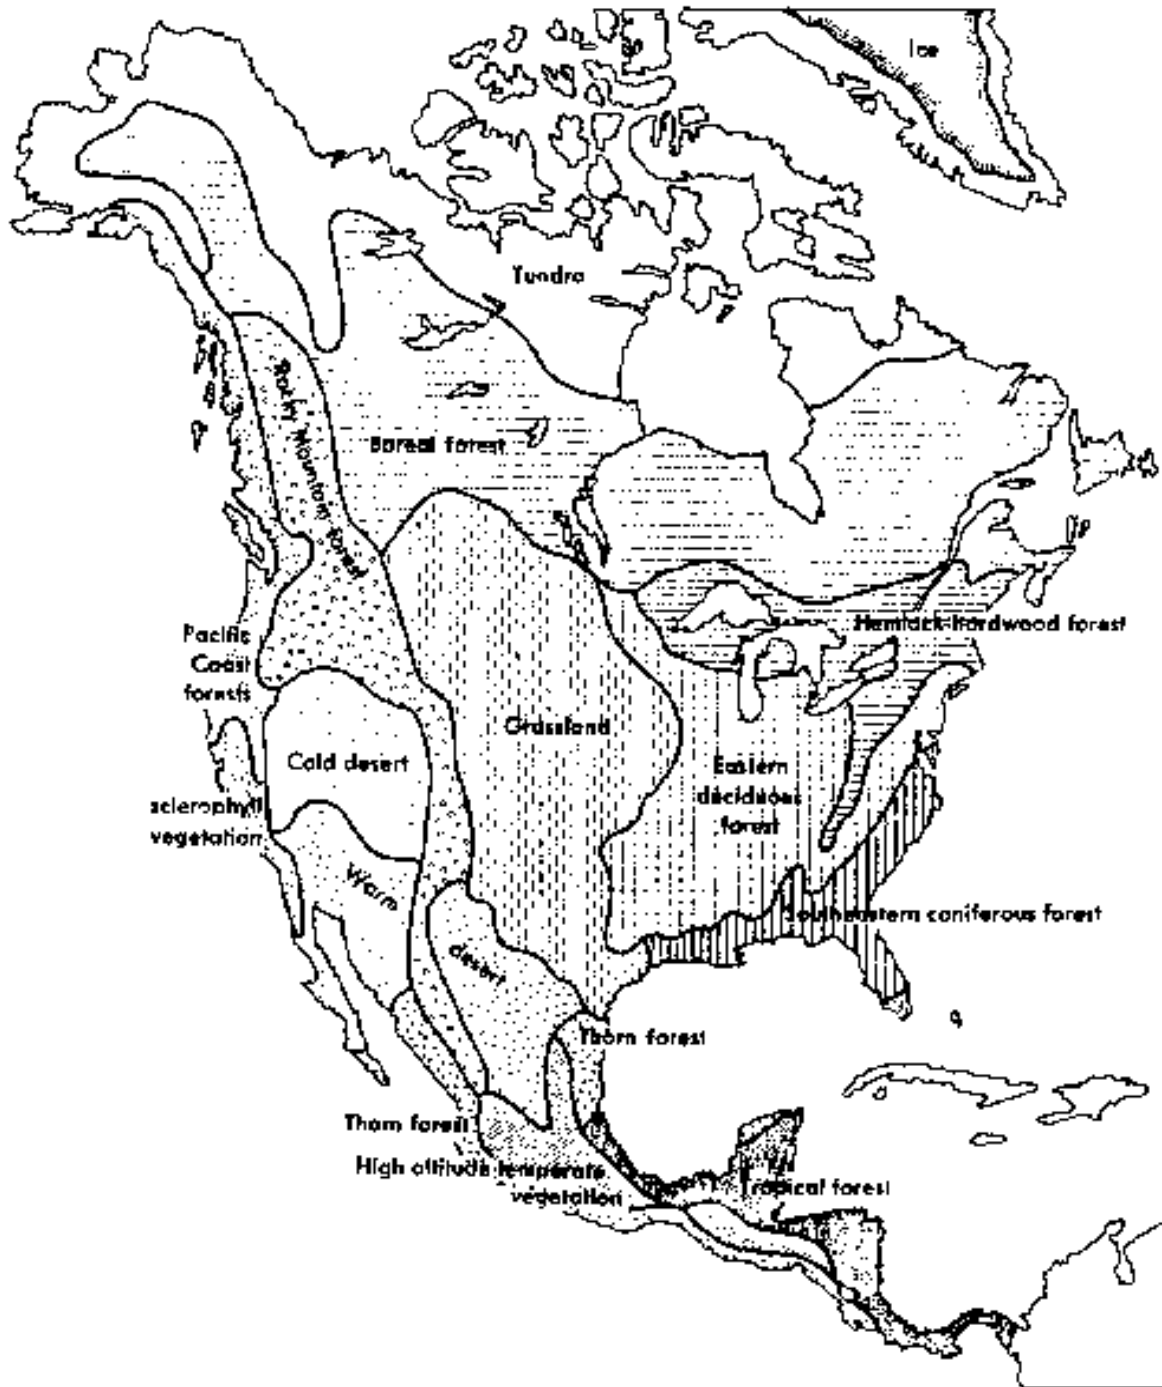 Ice
Tundra
Rocky Mountain forest
Boreal forest
Hemlock-hardwood forest
Pacific
Coast
forests
Grassland
Cold desert
Eastern
deciduous
forest
sclerophyll
vegetation
Warm
desert
Southeastern coniferous forest
Thorn forest
Thorn forest
High altitude temperate
vegetation
Tropical forest